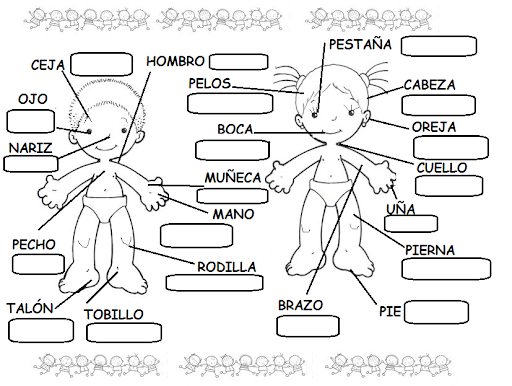 PESTAÑA
CEJA
HOMBRO
PELOS
CABEZA
OJO
BOCA
OREJA
NARIZ
CUELLO
MUÑECA
MANO
UÑA
PECHO
PIERNA
RODILLA
TALÓN
TOBILLO
BRAZO
PIE